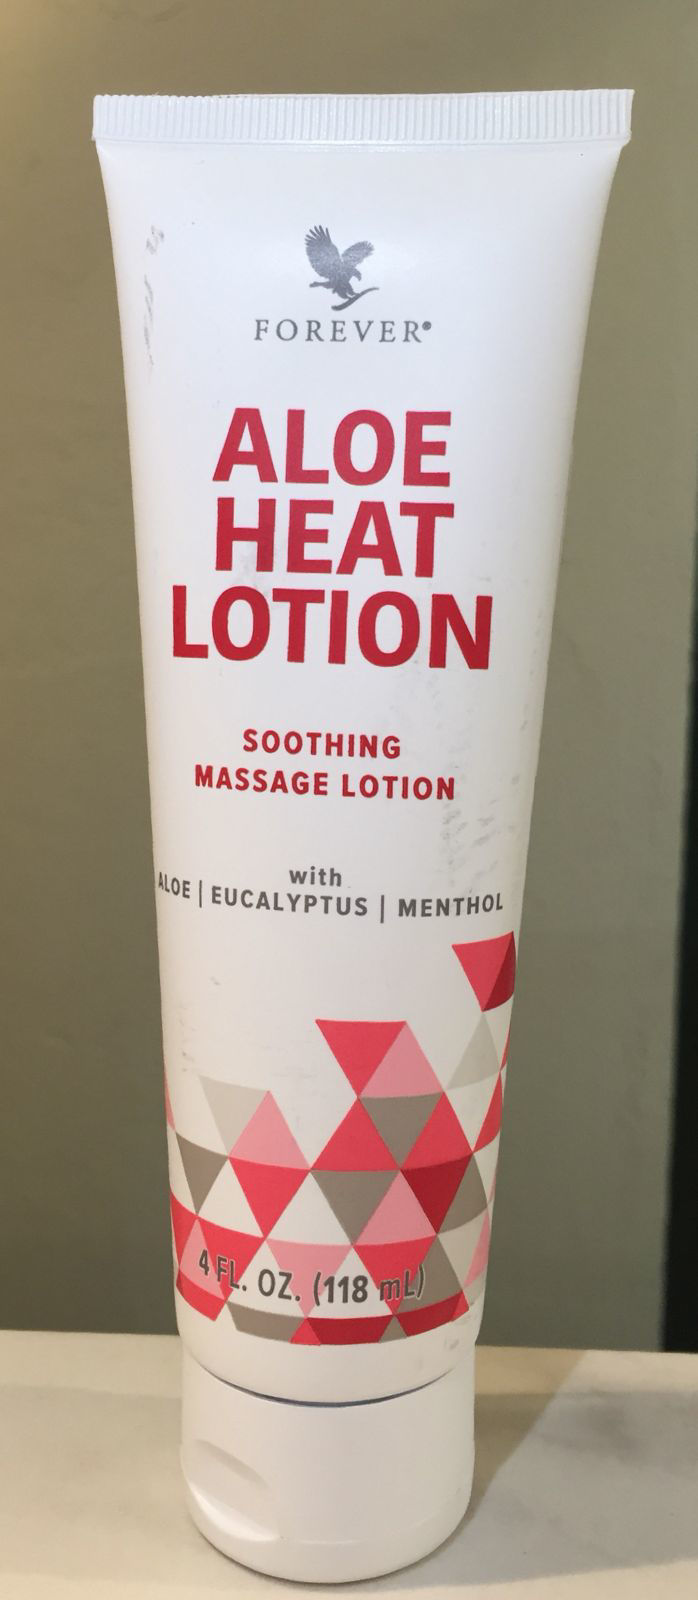 FOREVER®
ALOE
HEAT
LOTION
SOOTHING
MASSAGE LOTION
with
ALOE | EUCALYPTUS | MENTHOL
4 FL. OZ. (118 mL)